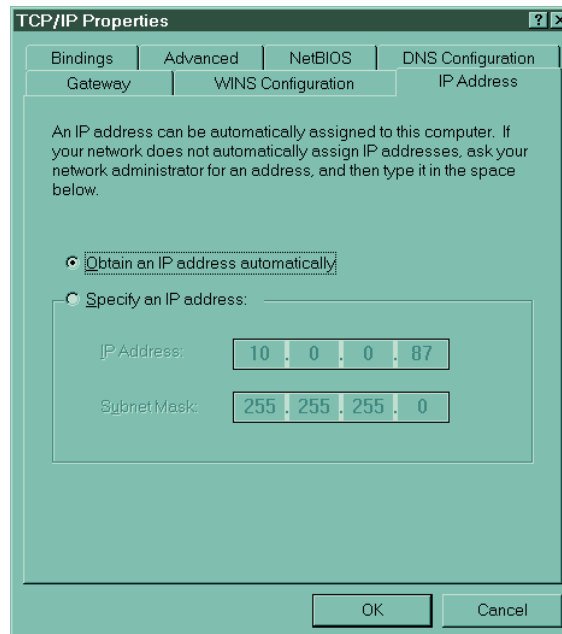 TCP/IP Properties
Bindings Advanced NetBIOS DNS Configuration
Gateway WINS Configuration IP Address
An IP address can be automatically assigned to this computer. If
your network does not automatically assign IP addresses, ask your
network administrator for an address, and then type it in the space
below.
Obtain an IP address automatically
Specify an IP address:
IP Address: 10 . 0 . 0 . 87
Subnet Mask: 255 . 255 . 255 . 0
OK Cancel